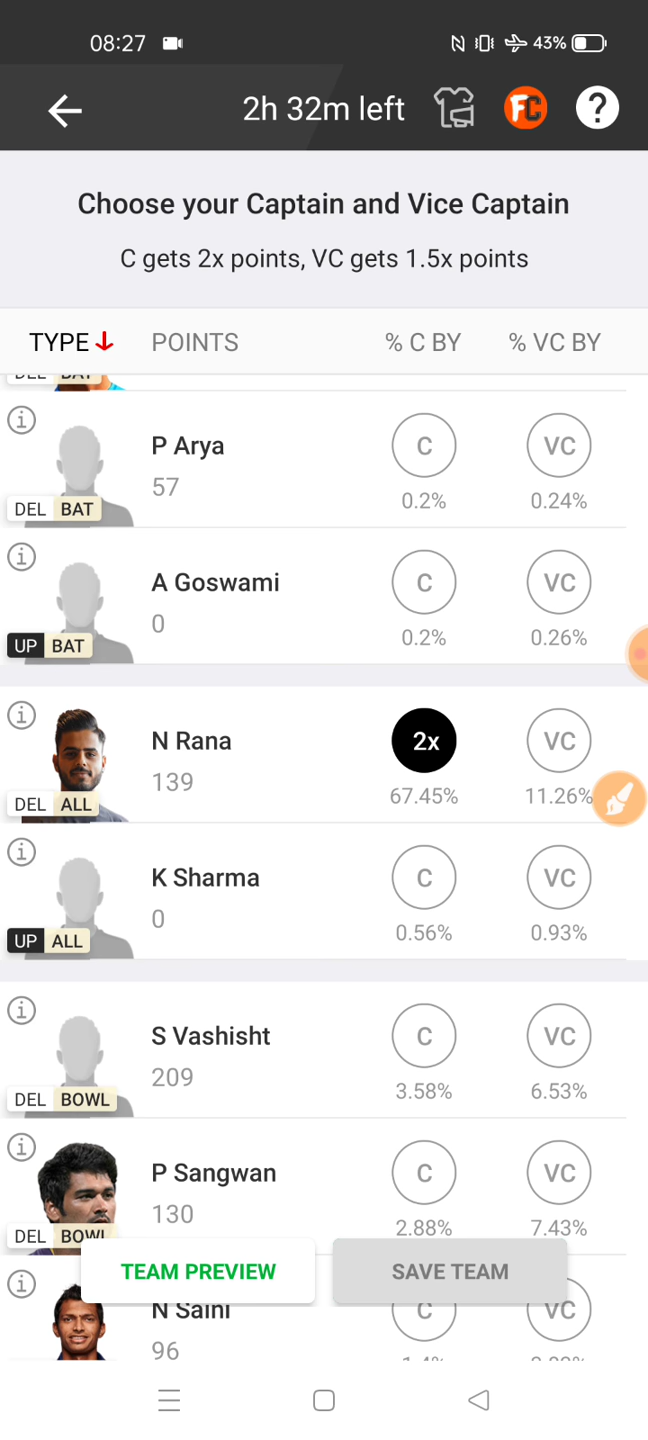 08:27
43%
2h 32m left
FC
?
Choose your Captain and Vice Captain
C gets 2x points, VC gets 1.5x points
TYPE POINTS % C BY % VC BY
DEL BAT
P Arya
57
C
VC
0.2%
0.24%
DEL BAT
A Goswami
0
C
VC
0.2%
0.26%
UP BAT
N Rana
139
2x
VC
67.45%
11.26%
DEL ALL
K Sharma
0
C
VC
0.56%
0.93%
UP ALL
S Vashisht
209
C
VC
3.58%
6.53%
DEL BOWL
P Sangwan
130
C
VC
2.88%
7.43%
DEL BOWL
TEAM PREVIEW
SAVE TEAM
N Saini
96
C
VC